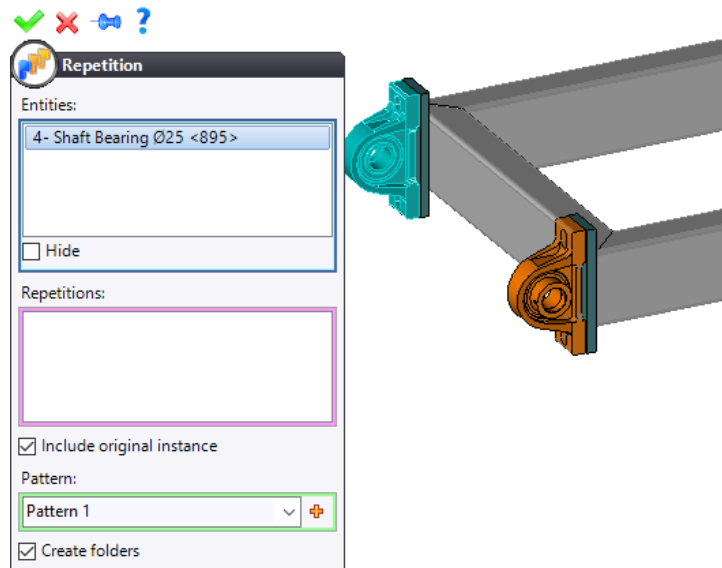 ?
Repetition
Entities:
4- Shaft Bearing Ø25 <895>
Hide
Repetitions:
Include original instance
Pattern:
Pattern 1
Create folders